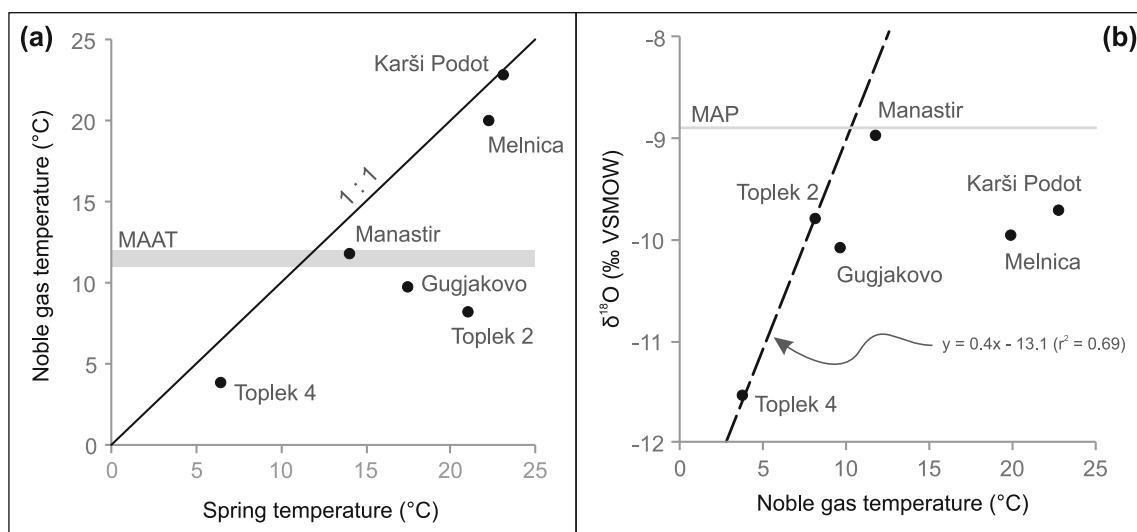 (a)
25
20
15
10
5
0
0
5
10
15
20
25
Noble gas temperature (°C)
Spring temperature (°C)
Karši Podot
Melnica
1 : 1
MAAT
Manastir
Gugjakovo
Toplek 2
Toplek 4
(b)
-8
-9
-10
-11
-12
0
5
10
15
20
25
δ¹⁸O (‰ VSMOW)
Noble gas temperature (°C)
MAP
Manastir
Toplek 2
Karši Podot
Gugjakovo
Melnica
y = 0.4x - 13.1 (r² = 0.69)
Toplek 4